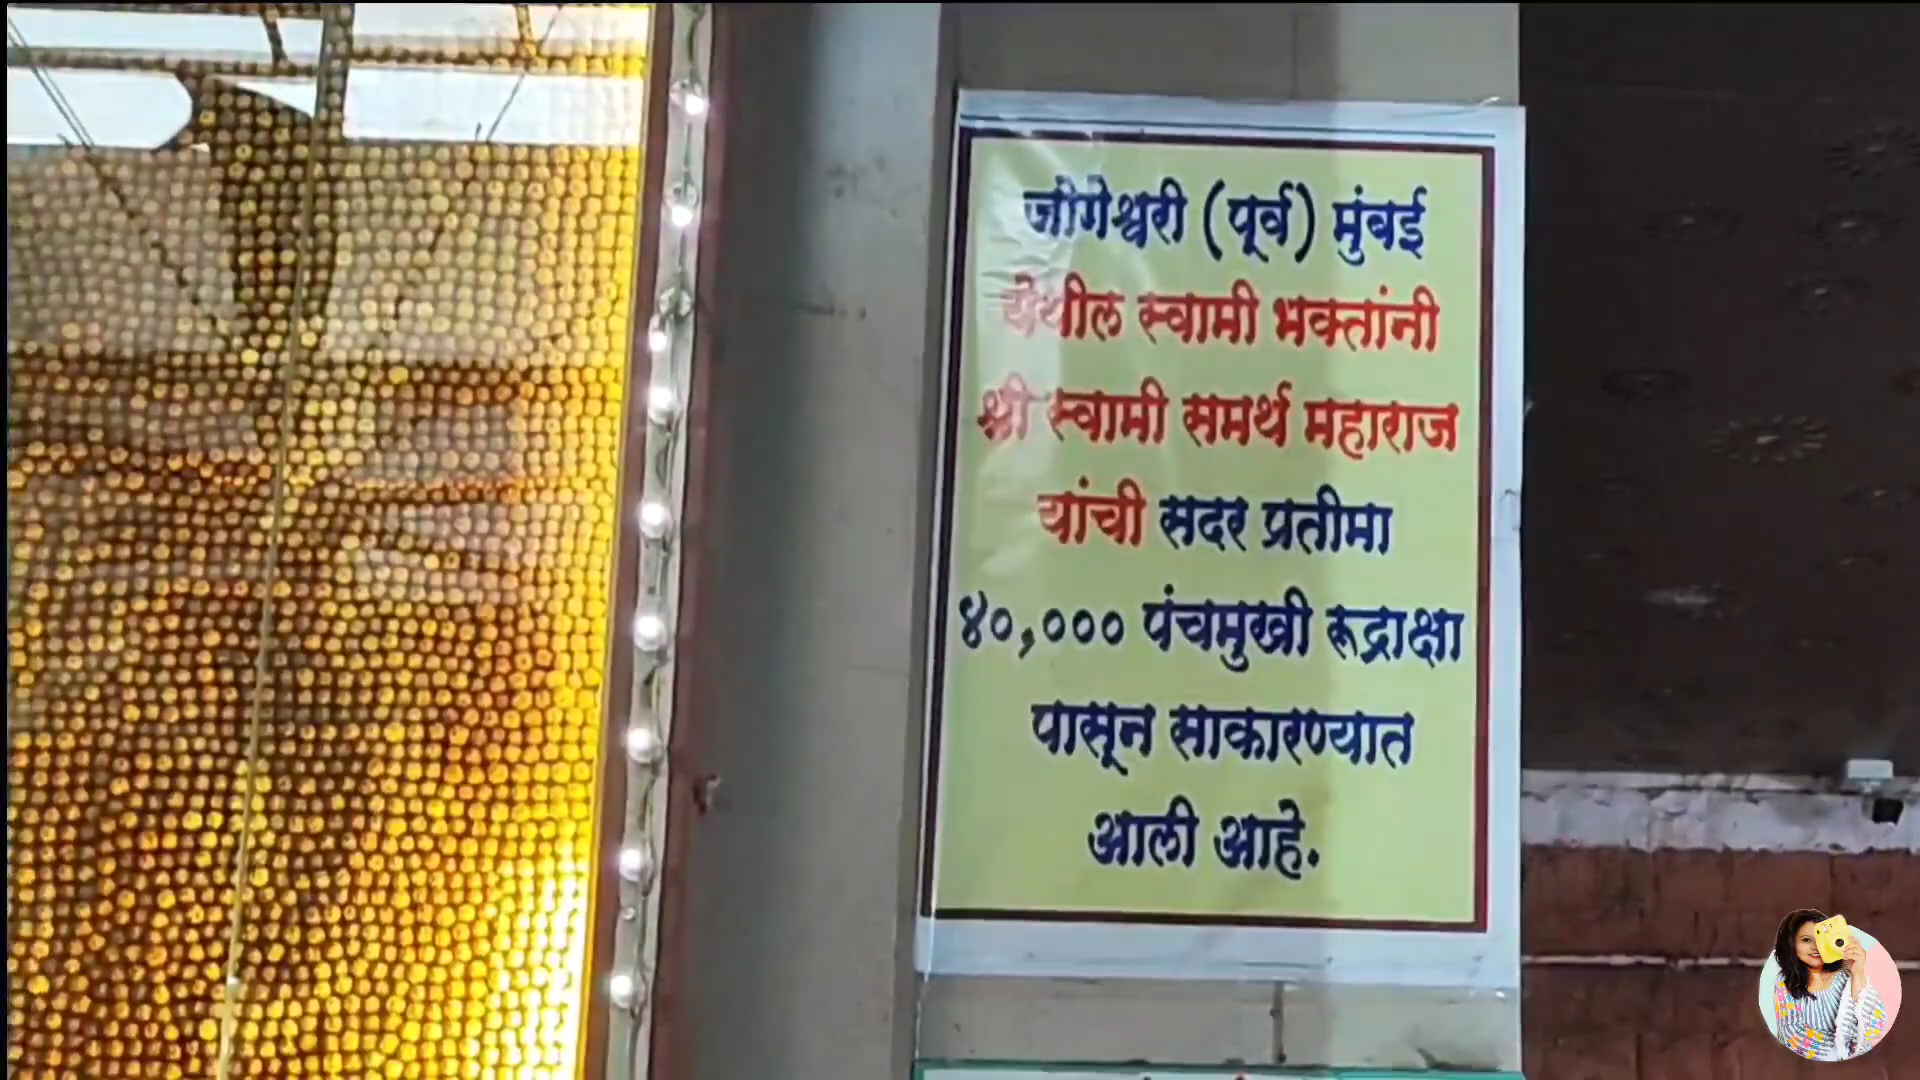 जोगेश्वरी (पूर्व) मुंबई
येथील स्वामी भक्तांनी
श्री स्वामी समर्थ महाराज
यांची सदर प्रतीमा
४०,००० पंचमुखी रूद्राक्षा
पासून साकारण्यात
आली आहे.